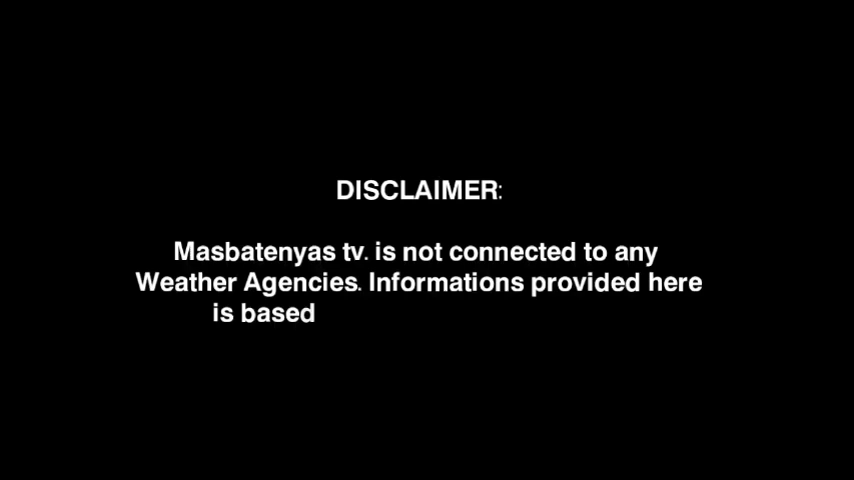 DISCLAIMER:
Masbatenyas tv. is not connected to any
Weather Agencies. Informations provided here
is based